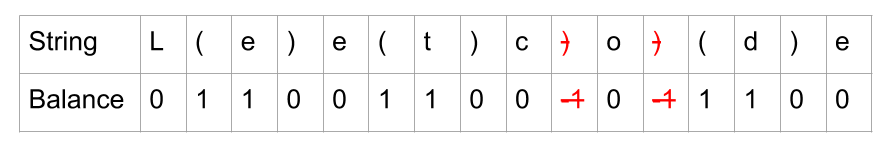 String L ( e ) e ( t ) c ) o ) ( d ) e
Balance 0 1 1 0 0 1 1 0 0 -1 0 -1 1 1 0 0